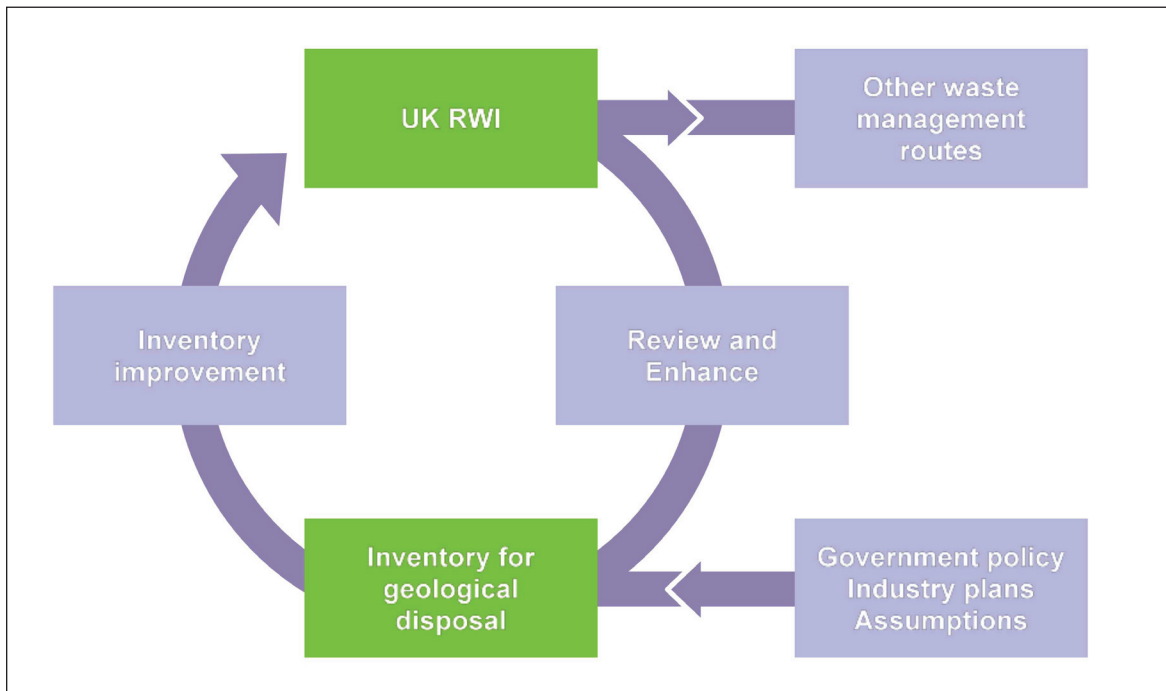 UK RWI
Other waste
management
routes
Inventory
improvement
Review and
Enhance
Inventory for
geological
disposal
Government policy
Industry plans
Assumptions